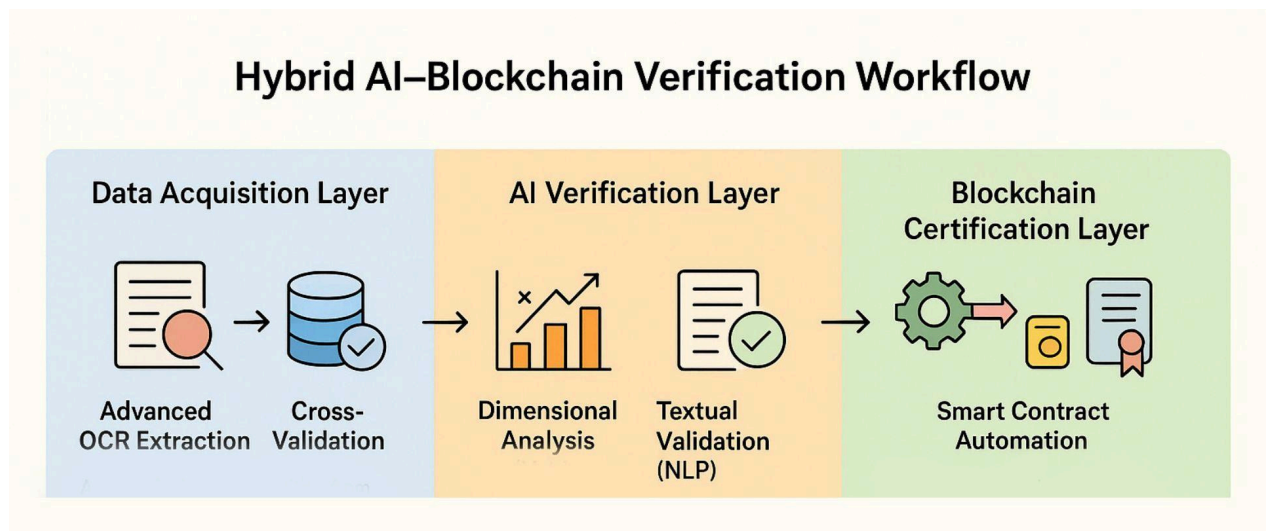 Hybrid AI–Blockchain Verification Workflow
Data Acquisition Layer
Advanced
OCR Extraction
Cross-
Validation
AI Verification Layer
Dimensional
Analysis
Textual
Validation
(NLP)
Blockchain
Certification Layer
Smart Contract
Automation